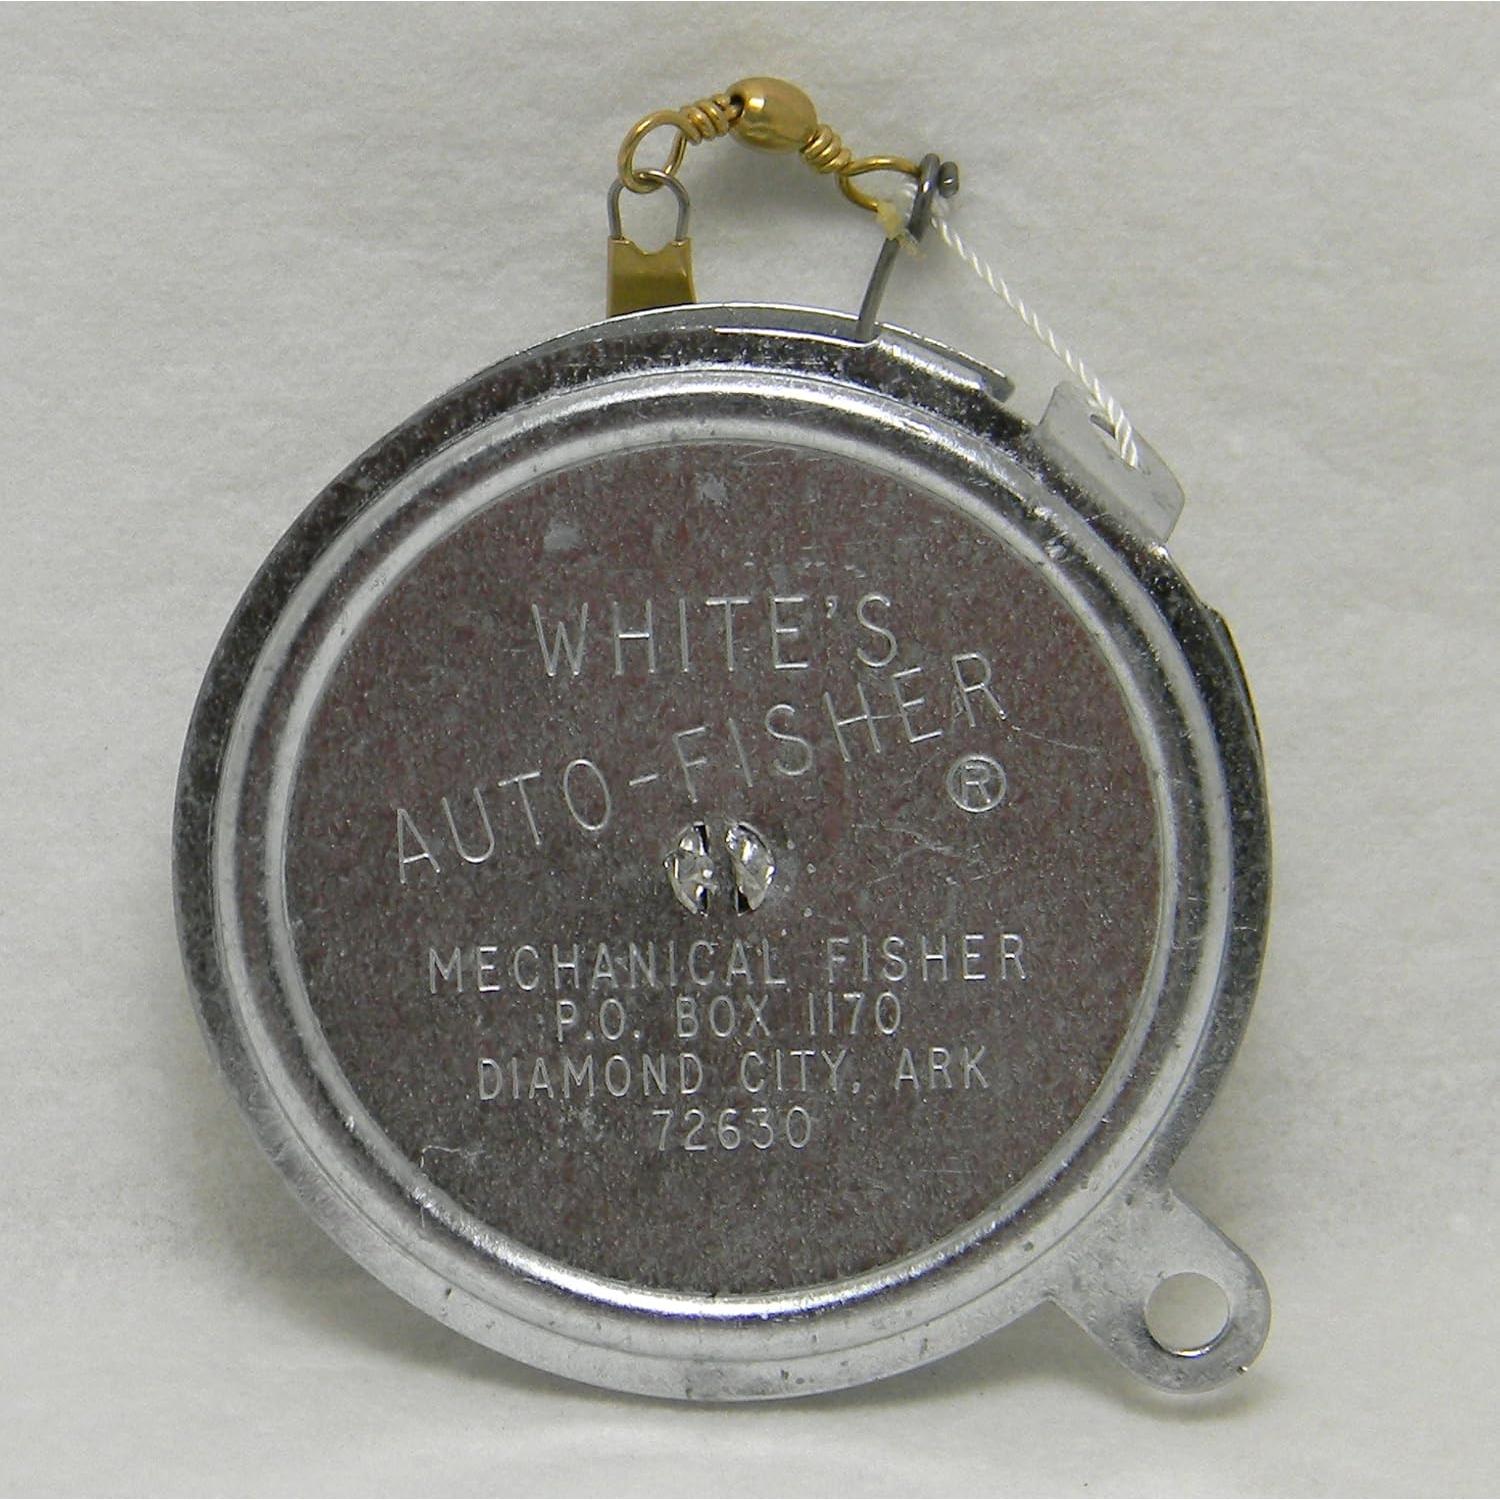 WHITE'S
AUTO-FISHER
®
MECHANICAL FISHER
P.O. BOX 1170
DIAMOND CITY, ARK
72630